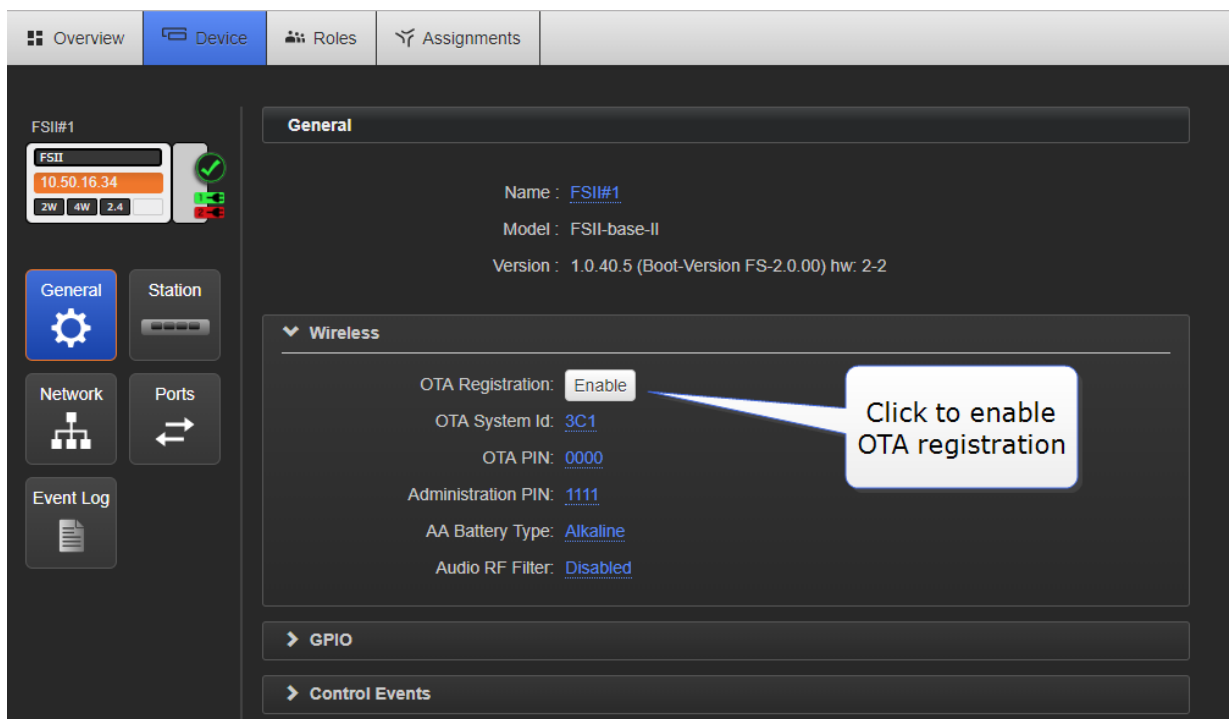 Overview
Device
Roles
Assignments
FSII#1
FSII
10.50.16.34
2W 4W 2.4
1
2
General
Station
Network
Ports
Event Log
General
Name : FSII#1
Model : FSII-base-II
Version : 1.0.40.5 (Boot-Version FS-2.0.00) hw: 2-2
Wireless
OTA Registration: Enable
OTA System Id: 3C1
OTA PIN: 0000
Administration PIN: 1111
AA Battery Type: Alkaline
Audio RF Filter: Disabled
Click to enable
OTA registration
GPIO
Control Events